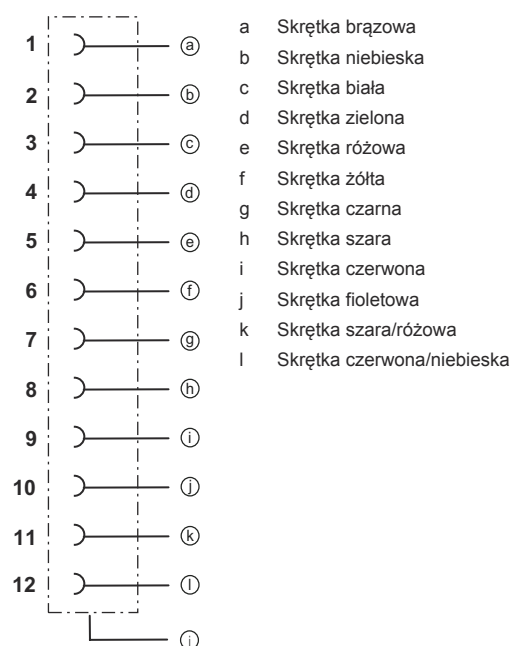 1 a
2 b
3 c
4 d
5 e
6 f
7 g
8 h
9 i
10 j
11 k
12 l
i
a Skrętka brązowa
b Skrętka niebieska
c Skrętka biała
d Skrętka zielona
e Skrętka różowa
f Skrętka żółta
g Skrętka czarna
h Skrętka szara
i Skrętka czerwona
j Skrętka fioletowa
k Skrętka szara/różowa
l Skrętka czerwona/niebieska